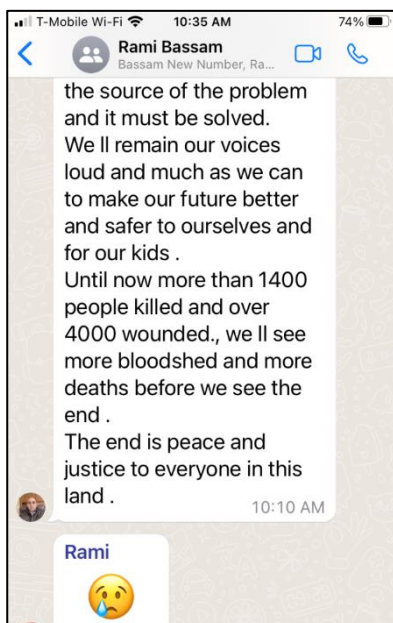 T-Mobile Wi-Fi 10:35 AM 74%
Rami Bassam
Bassam New Number, Ra...
the source of the problem
and it must be solved.
We ll remain our voices
loud and much as we can
to make our future better
and safer to ourselves and
for our kids .
Until now more than 1400
people killed and over
4000 wounded., we ll see
more bloodshed and more
deaths before we see the
end .
The end is peace and
justice to everyone in this
land .
10:10 AM
Rami
😢